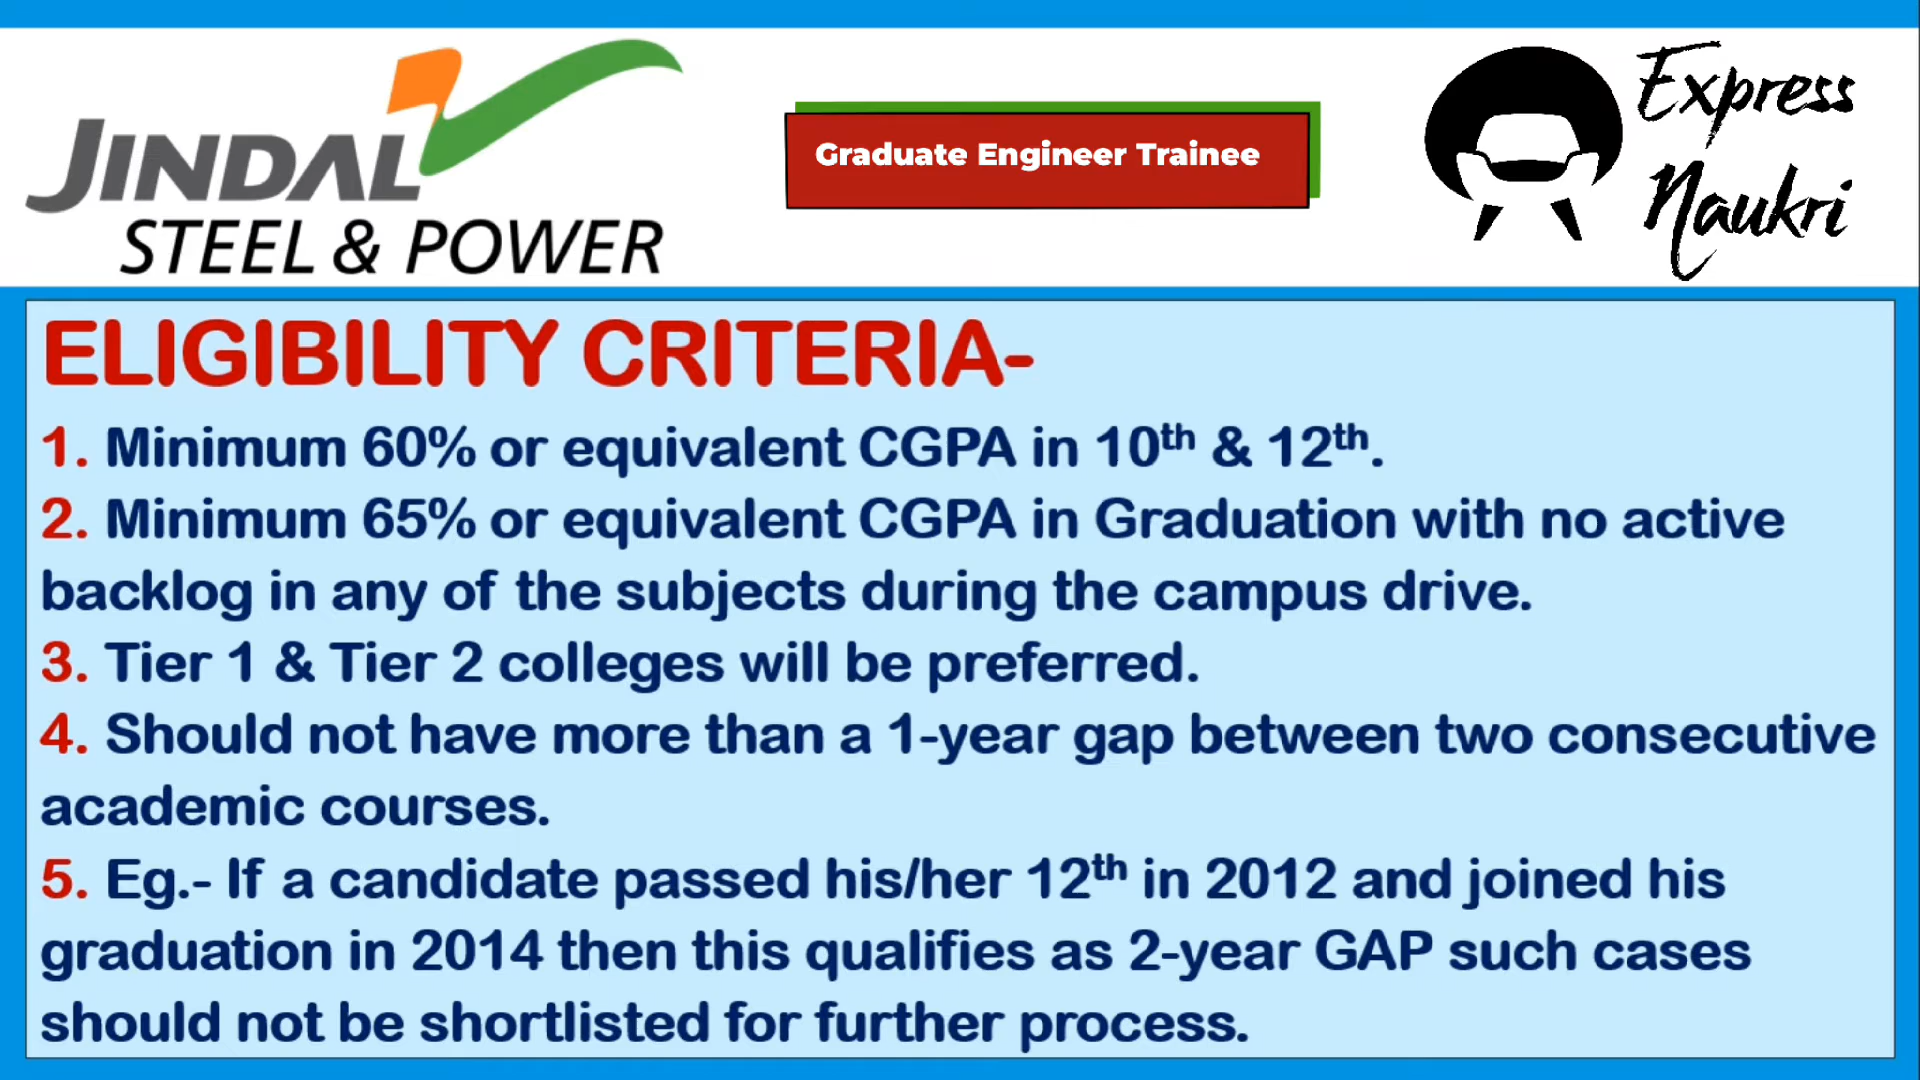 JINDAL
STEEL & POWER
Graduate Engineer Trainee
Express
Naukri
ELIGIBILITY CRITERIA-
1. Minimum 60% or equivalent CGPA in 10th & 12th.
2. Minimum 65% or equivalent CGPA in Graduation with no active
backlog in any of the subjects during the campus drive.
3. Tier 1 & Tier 2 colleges will be preferred.
4. Should not have more than a 1-year gap between two consecutive
academic courses.
5. Eg.- If a candidate passed his/her 12th in 2012 and joined his
graduation in 2014 then this qualifies as 2-year GAP such cases
should not be shortlisted for further process.